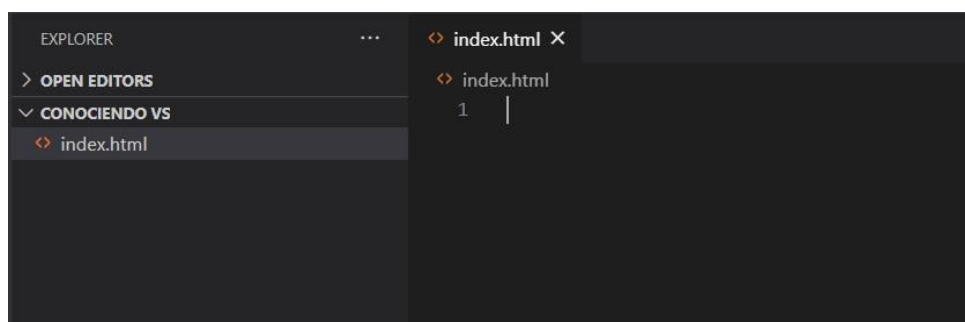 EXPLORER
OPEN EDITORS
CONOCIENDO VS
index.html
index.html
index.html
1